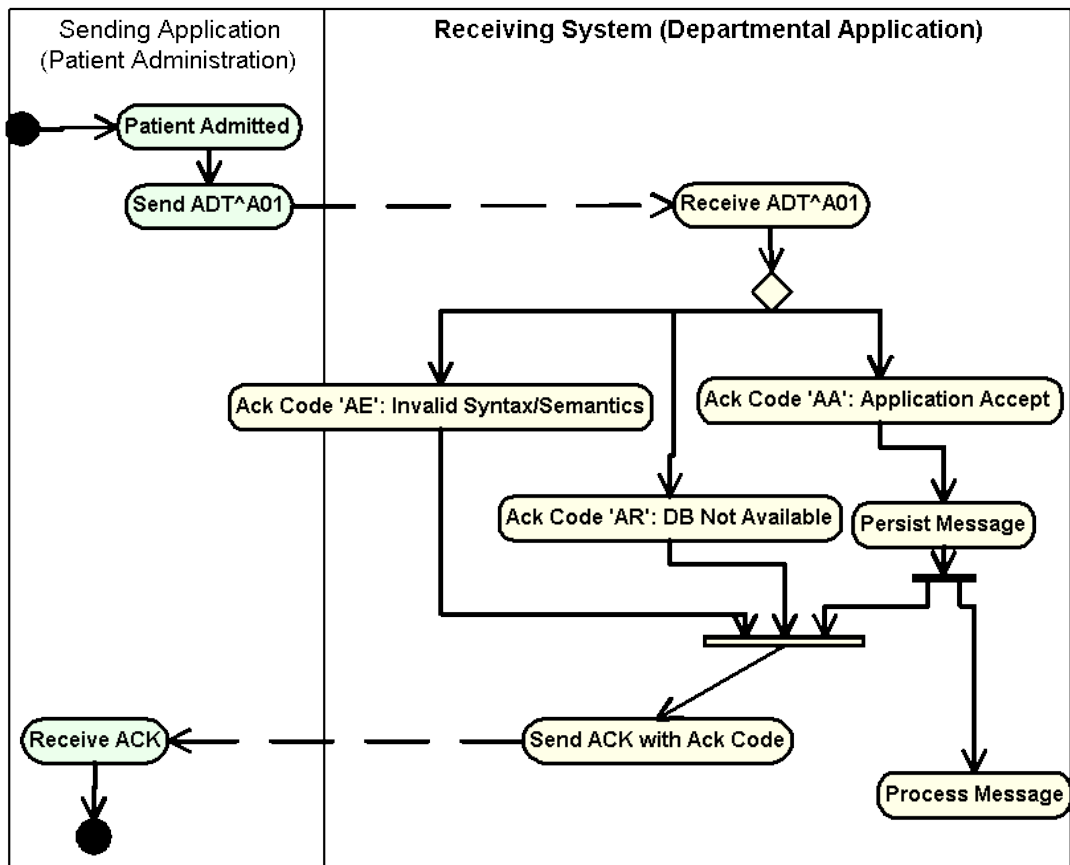 Sending Application
(Patient Administration)
Receiving System (Departmental Application)
Patient Admitted
Send ADT^A01
Receive ADT^A01
Ack Code 'AE': Invalid Syntax/Semantics
Ack Code 'AA': Application Accept
Ack Code 'AR': DB Not Available
Persist Message
Receive ACK
Send ACK with Ack Code
Process Message